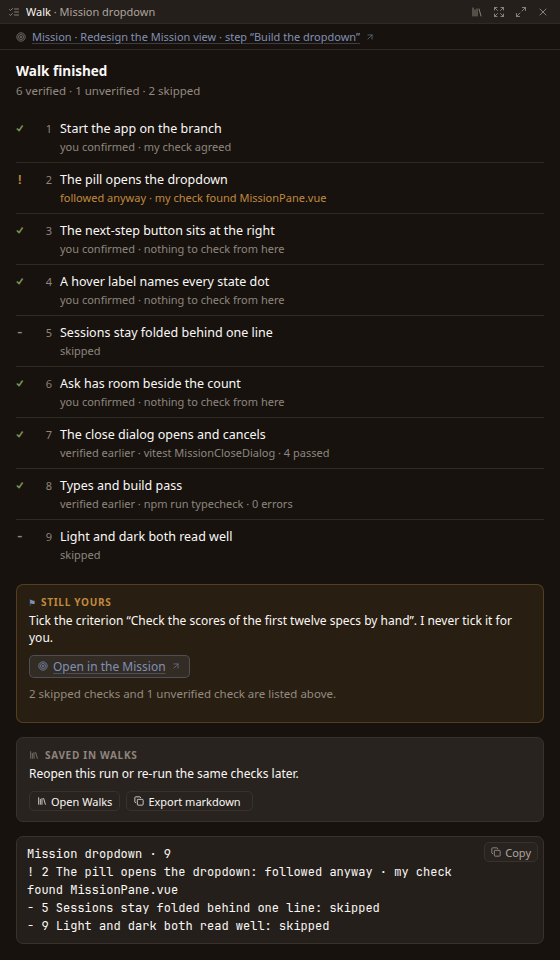 Walk · Mission dropdown
Mission · Redesign the Mission view · step “Build the dropdown”
Walk finished
6 verified · 1 unverified · 2 skipped
1 Start the app on the branch
you confirmed · my check agreed
! 2 The pill opens the dropdown
followed anyway · my check found MissionPane.vue
3 The next-step button sits at the right
you confirmed · nothing to check from here
4 A hover label names every state dot
you confirmed · nothing to check from here
- 5 Sessions stay folded behind one line
skipped
6 Ask has room beside the count
you confirmed · nothing to check from here
7 The close dialog opens and cancels
verified earlier · vitest MissionCloseDialog · 4 passed
8 Types and build pass
verified earlier · npm run typecheck · 0 errors
- 9 Light and dark both read well
skipped
STILL YOURS
Tick the criterion “Check the scores of the first twelve specs by hand”. I never tick it for
you.
Open in the Mission
2 skipped checks and 1 unverified check are listed above.
SAVED IN WALKS
Reopen this run or re-run the same checks later.
Open Walks Export markdown
Copy
Mission dropdown · 9
! 2 The pill opens the dropdown: followed anyway · my check
found MissionPane.vue
- 5 Sessions stay folded behind one line: skipped
- 9 Light and dark both read well: skipped